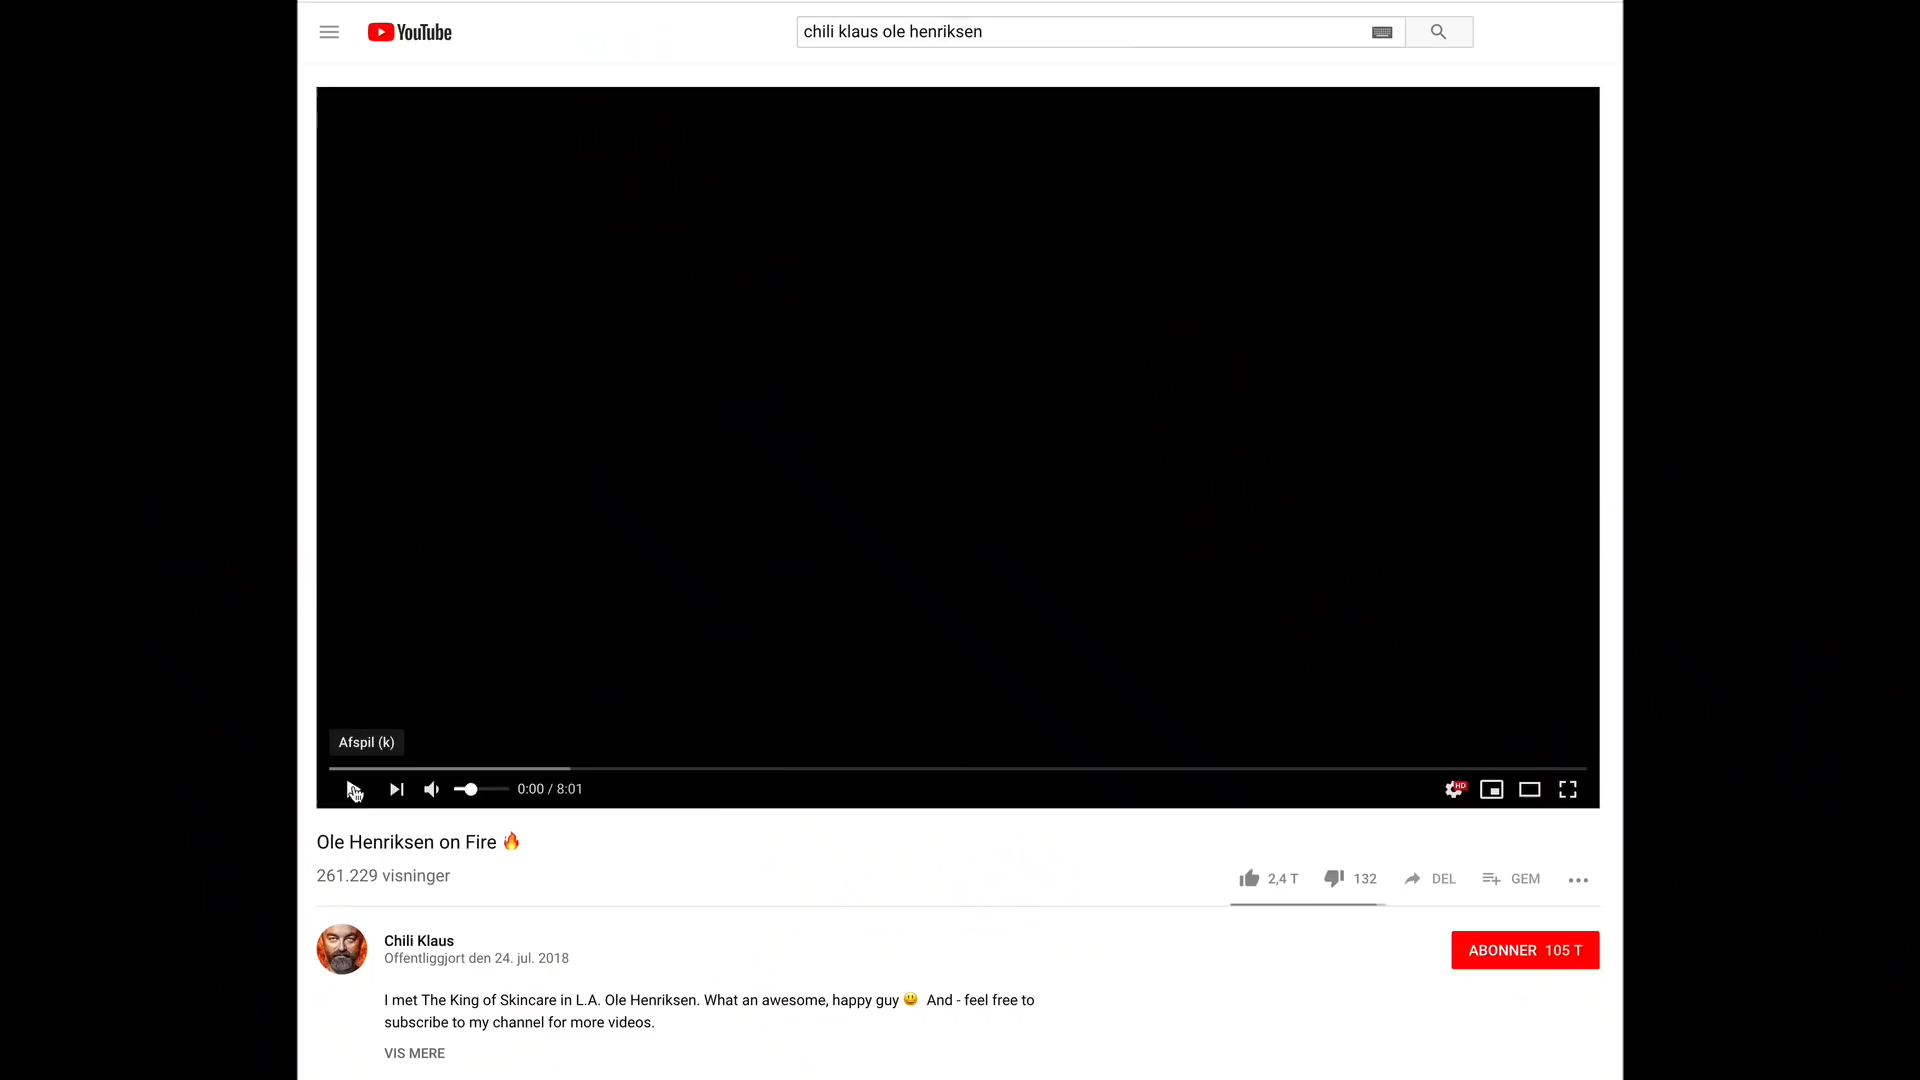 YouTube
chili klaus ole henriksen
Afspil (k)
0:00 / 8:01
HD
Ole Henriksen on Fire 🔥
261.229 visninger
2,4 T
132
DEL
GEM
Chili Klaus
Offentliggjort den 24. jul. 2018
ABONNER 105 T
I met The King of Skincare in L.A. Ole Henriksen. What an awesome, happy guy 😃 And - feel free to
subscribe to my channel for more videos.
VIS MERE